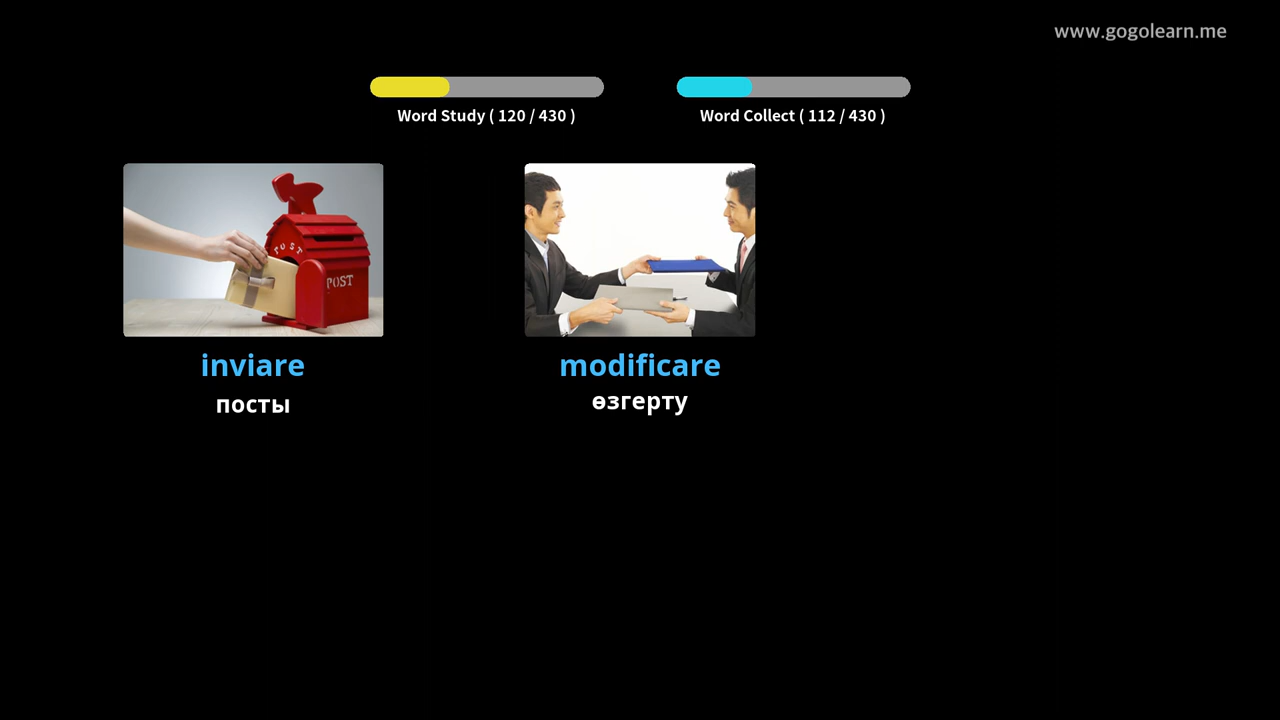 www.gogolearn.me
Word Study ( 120 / 430 )
Word Collect ( 112 / 430 )
POST
POST
inviare
modificare
посты
өзгерту